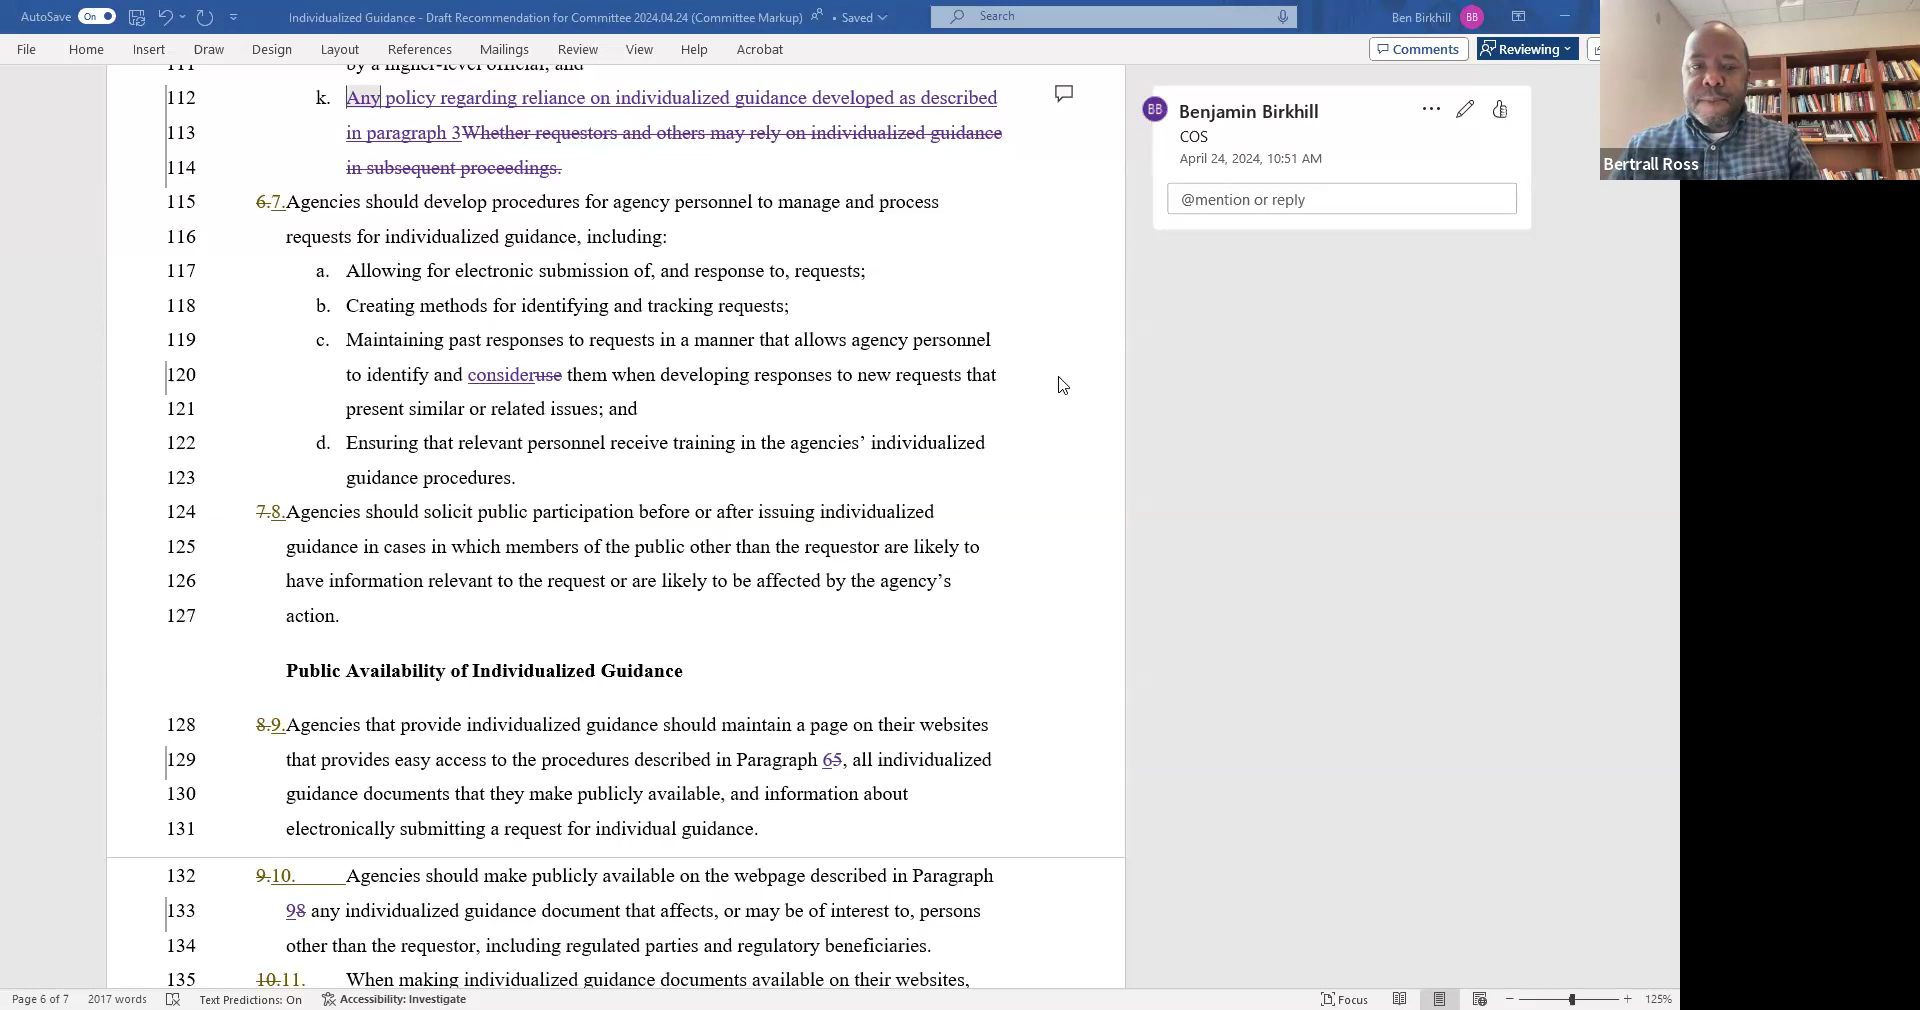 AutoSave On Individualized Guidance - Draft Recommendation for Committee 2024.04.24 (Committee Markup) • Saved Search Ben Birkhill BB
File Home Insert Draw Design Layout References Mailings Review View Help Acrobat Comments Reviewing
111 by a higher-level official; and
112 k. Any policy regarding reliance on individualized guidance developed as described
113 in paragraph 3Whether requestors and others may rely on individualized guidance
114 in subsequent proceedings.
115 6.7.Agencies should develop procedures for agency personnel to manage and process
116 requests for individualized guidance, including:
117 a. Allowing for electronic submission of, and response to, requests;
118 b. Creating methods for identifying and tracking requests;
119 c. Maintaining past responses to requests in a manner that allows agency personnel
120 to identify and consideruse them when developing responses to new requests that
121 present similar or related issues; and
122 d. Ensuring that relevant personnel receive training in the agencies’ individualized
123 guidance procedures.
124 7.8.Agencies should solicit public participation before or after issuing individualized
125 guidance in cases in which members of the public other than the requestor are likely to
126 have information relevant to the request or are likely to be affected by the agency’s
127 action.
Public Availability of Individualized Guidance
128 8.9.Agencies that provide individualized guidance should maintain a page on their websites
129 that provides easy access to the procedures described in Paragraph 65, all individualized
130 guidance documents that they make publicly available, and information about
131 electronically submitting a request for individual guidance.
132 9.10. Agencies should make publicly available on the webpage described in Paragraph
133 98 any individualized guidance document that affects, or may be of interest to, persons
134 other than the requestor, including regulated parties and regulatory beneficiaries.
135 10.11. When making individualized guidance documents available on their websites,
BB Benjamin Birkhill
COS
April 24, 2024, 10:51 AM
@mention or reply
Bertrall Ross
Page 6 of 7 2017 words Text Predictions: On Accessibility: Investigate Focus 125%